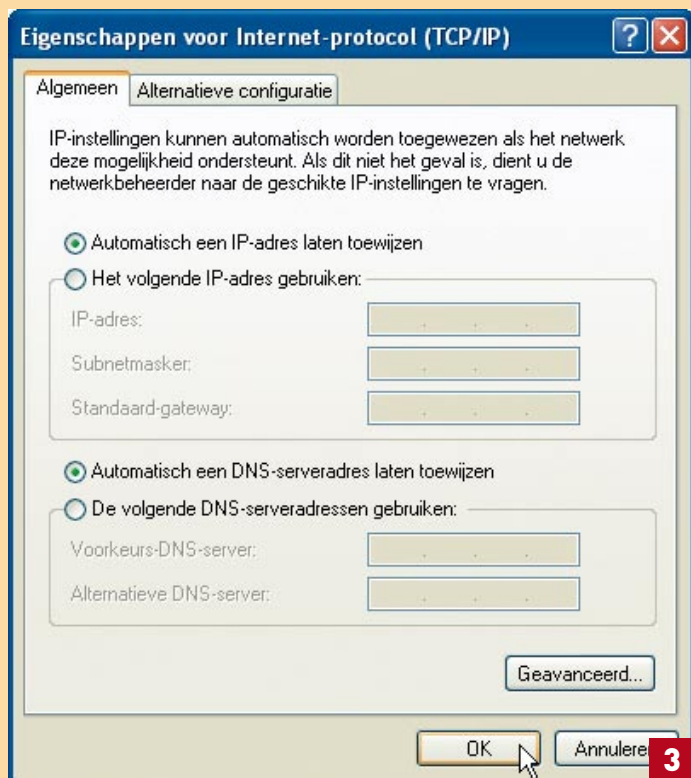 Eigenschappen voor Internet-protocol (TCP/IP)
Algemeen
Alternatieve configuratie
IP-instellingen kunnen automatisch worden toegewezen als het netwerk
deze mogelijkheid ondersteunt. Als dit niet het geval is, dient u de
netwerkbeheerder naar de geschikte IP-instellingen te vragen.
Automatisch een IP-adres laten toewijzen
Het volgende IP-adres gebruiken:
IP-adres:
Subnetmasker:
Standaard-gateway:
Automatisch een DNS-serveradres laten toewijzen
De volgende DNS-serveradressen gebruiken:
Voorkeurs-DNS-server:
Alternatieve DNS-server:
Geavanceerd...
OK
Annulere
3